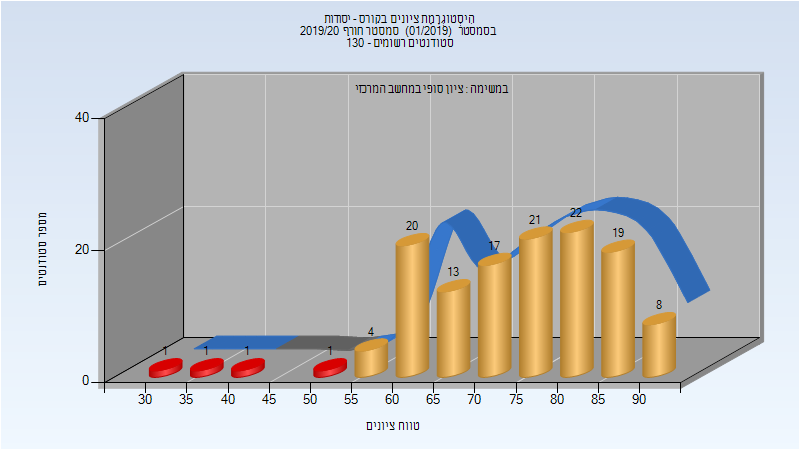 היסטוגרמת ציונים בקורס - יסודות
בסמסטר (01/2019) סמסטר חורף 2019/20
סטודנטים רשומים - 130
במשימה : ציון סופי במחשב המרכזי
מספר סטודנטים
40
20
0
1
1
1
1
4
20
13
17
21
22
19
8
30 35 40 45 50 55 60 65 70 75 80 85 90
טווח ציונים